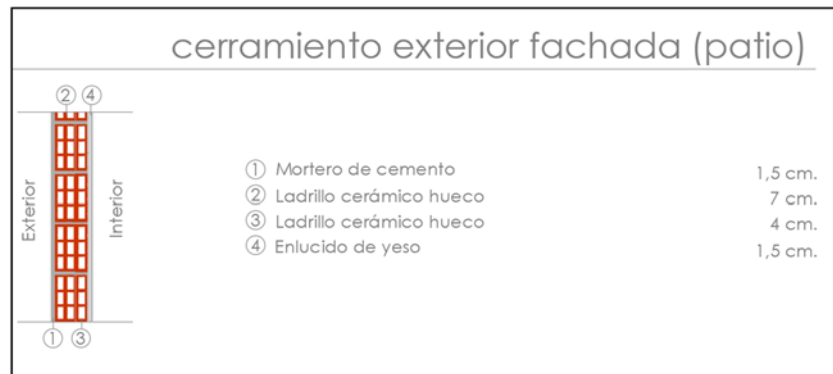 cerramiento exterior fachada (patio)
② ④
Exterior
Interior
① ③
① Mortero de cemento 1,5 cm.
② Ladrillo cerámico hueco 7 cm.
③ Ladrillo cerámico hueco 4 cm.
④ Enlucido de yeso 1,5 cm.